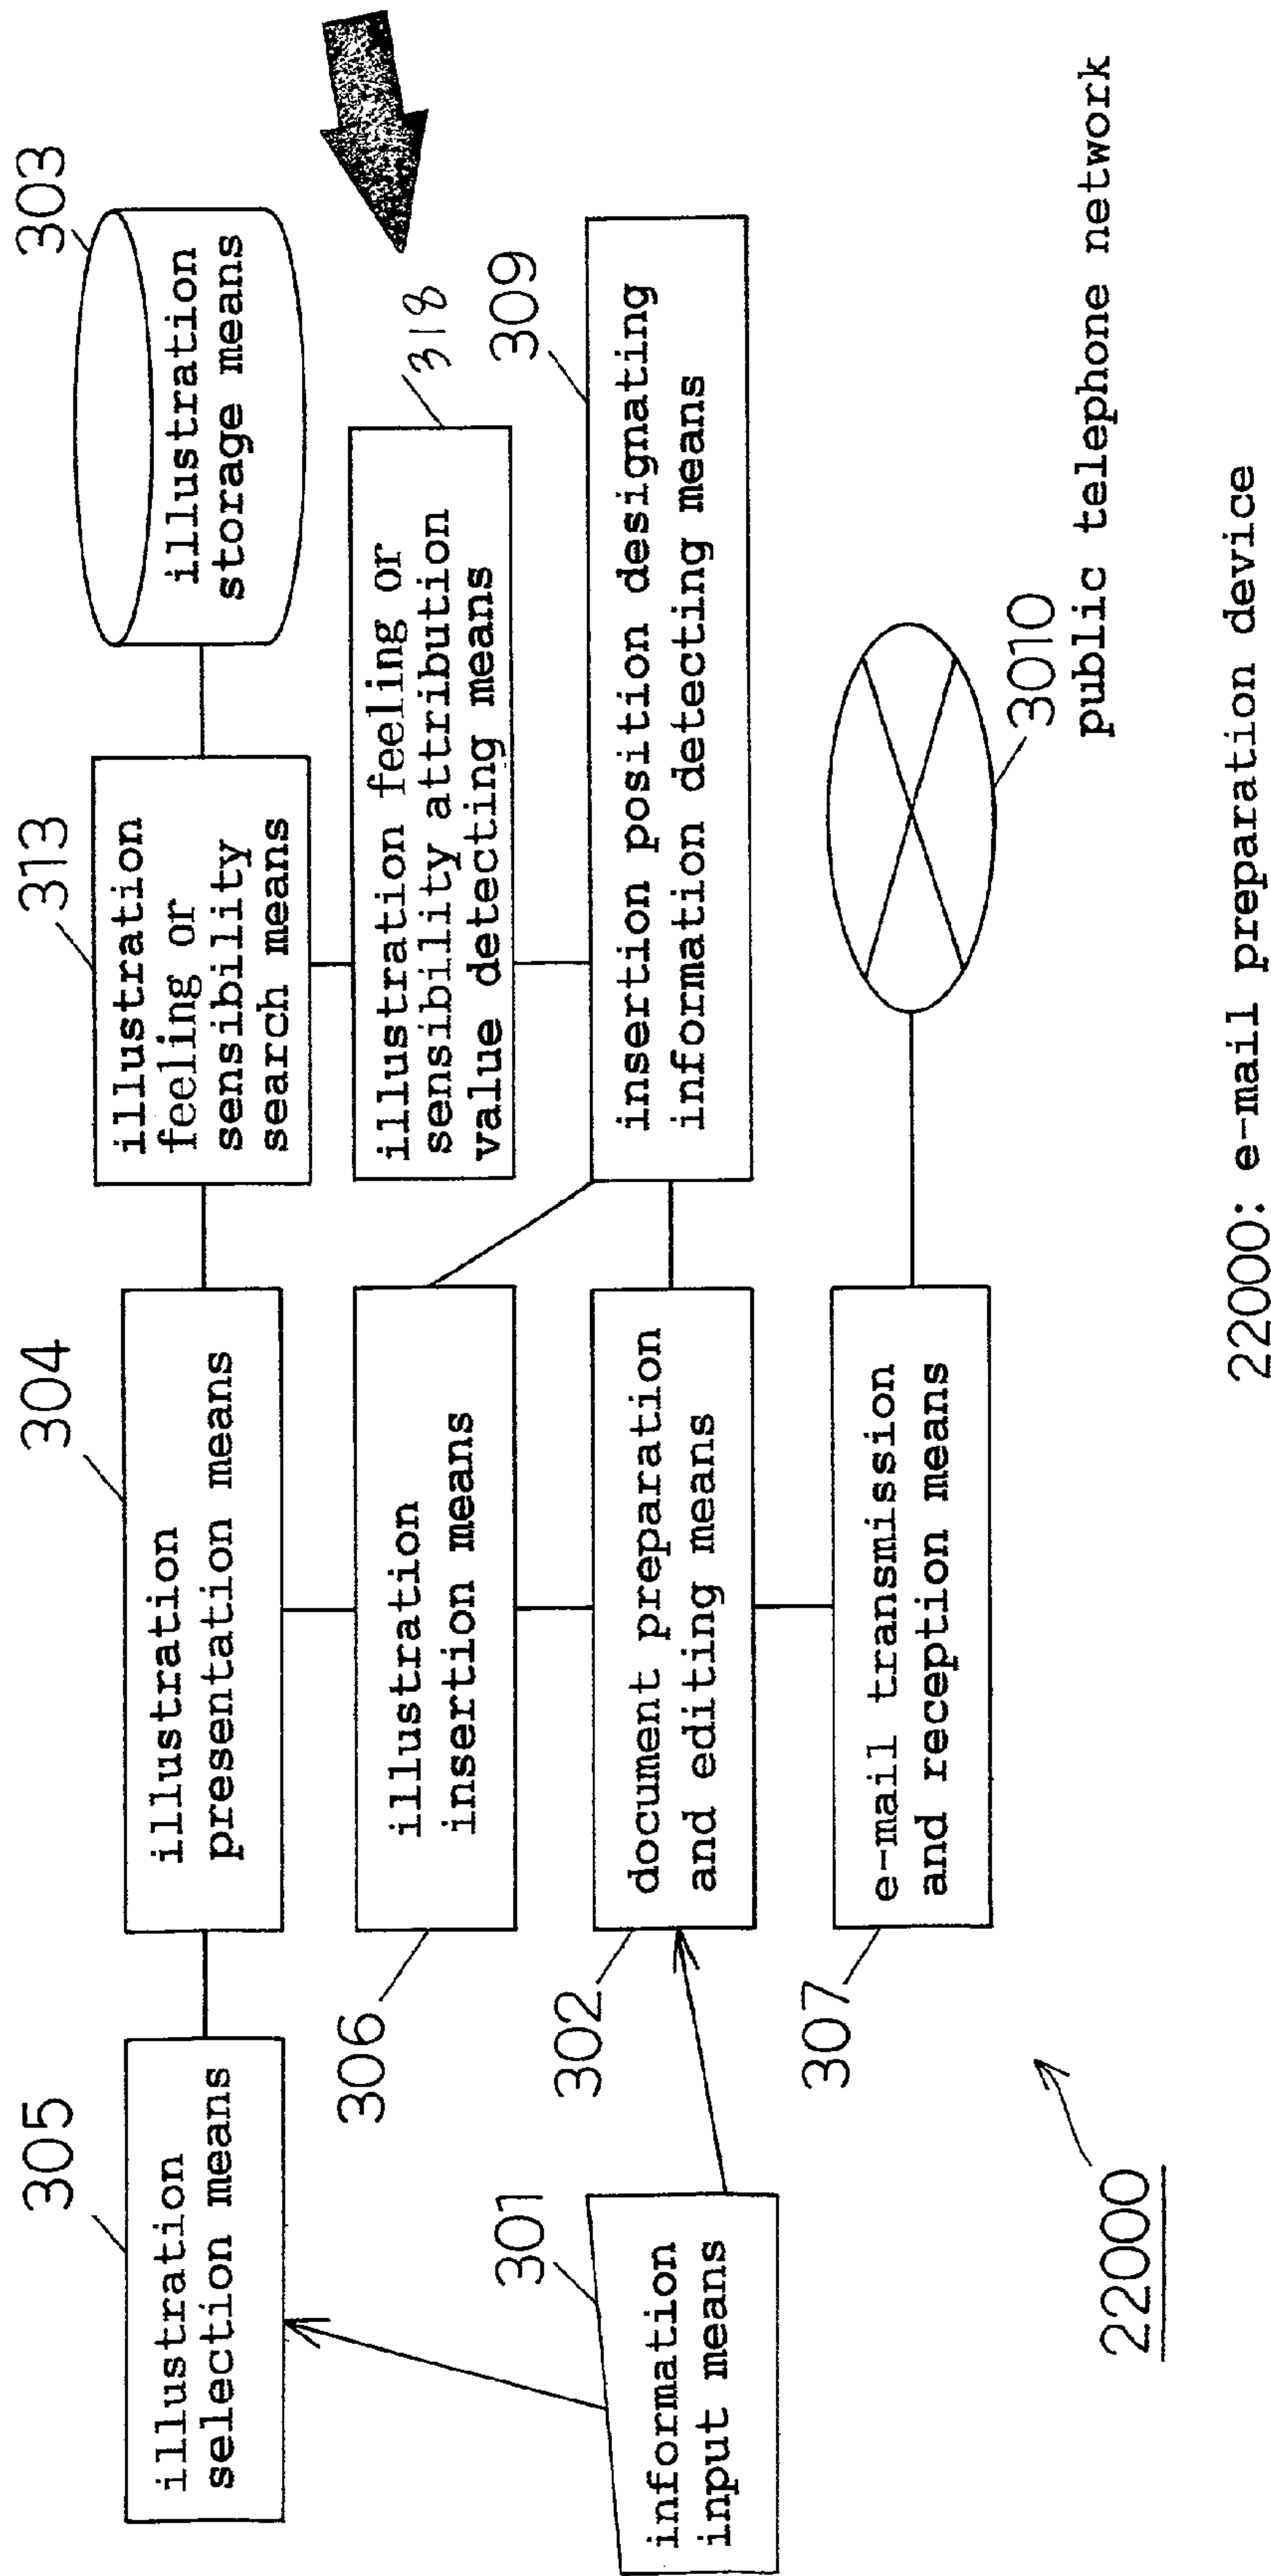 305
illustration
selection means
304
illustration
presentation means
313
illustration
feeling or
sensibility
search means
303
illustration
storage means
306
illustration
insertion means
318
illustration feeling or
sensibility attribution
value detecting means
301
information
input means
302
document preparation
and editing means
309
insertion position designating
information detecting means
307
e-mail transmission
and reception means
3010
public telephone network
22000
22000: e-mail preparation device